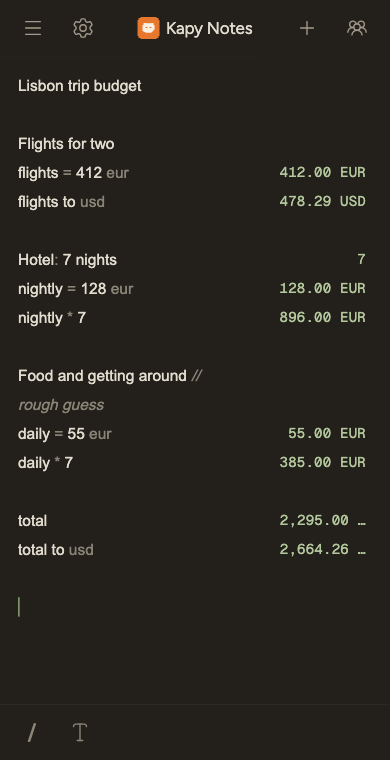 Kapy Notes
Lisbon trip budget
Flights for two
flights = 412 eur 412.00 EUR
flights to usd 478.29 USD
Hotel: 7 nights 7
nightly = 128 eur 128.00 EUR
nightly * 7 896.00 EUR
Food and getting around //
rough guess
daily = 55 eur 55.00 EUR
daily * 7 385.00 EUR
total 2,295.00 …
total to usd 2,664.26 …
/ T